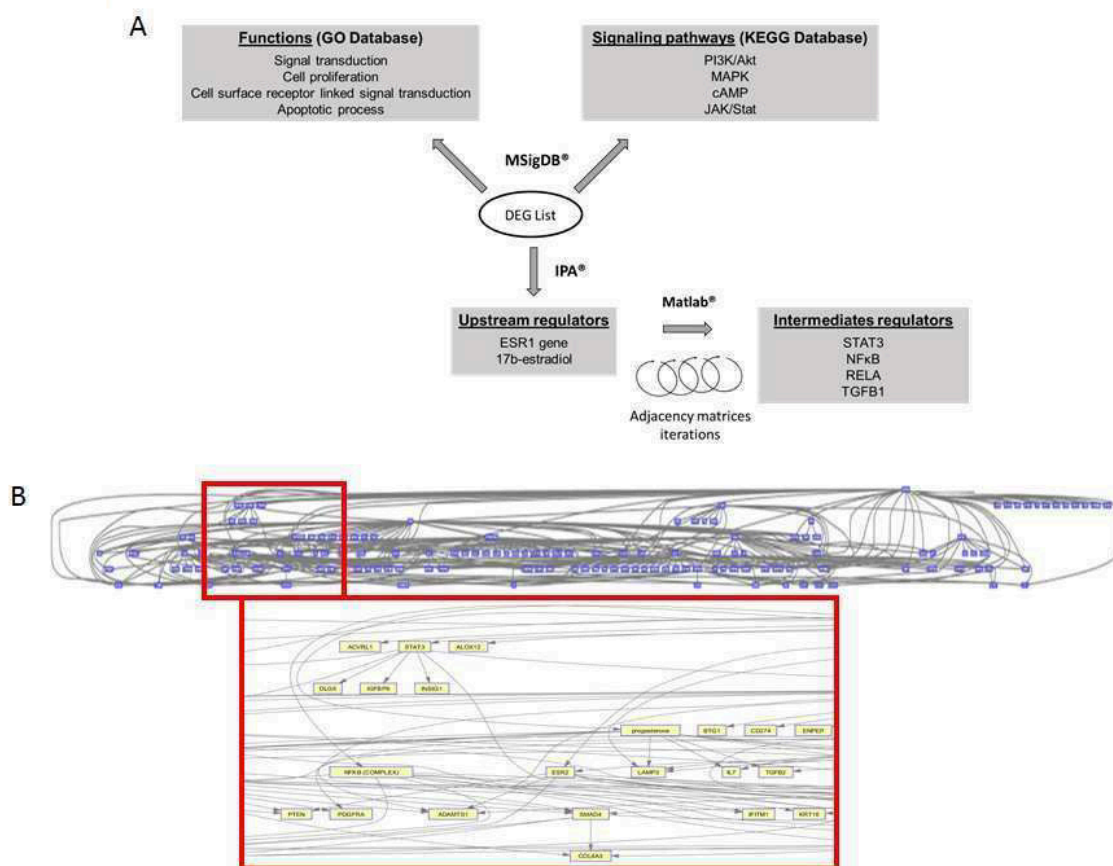 A
Functions (GO Database)
Signal transduction
Cell proliferation
Cell surface receptor linked signal transduction
Apoptotic process
Signaling pathways (KEGG Database)
PI3K/Akt
MAPK
cAMP
JAK/Stat
MSigDB®
DEG List
IPA®
Upstream regulators
ESR1 gene
17b-estradiol
Matlab®
Adjacency matrices
iterations
Intermediates regulators
STAT3
NFκB
RELA
TGFB1
B
ACVRL1
STAT3
ALOX12
IGFBP6
INSIG1
progesterone
BTG1
CD274
ENPEP
NFKB (COMPLEX)
ESR2
LAMP3
IL7
TGFB2
PTEN
PDGFRA
ADAMTS1
SMAD4
IFITM1
KRT16
COL4A3